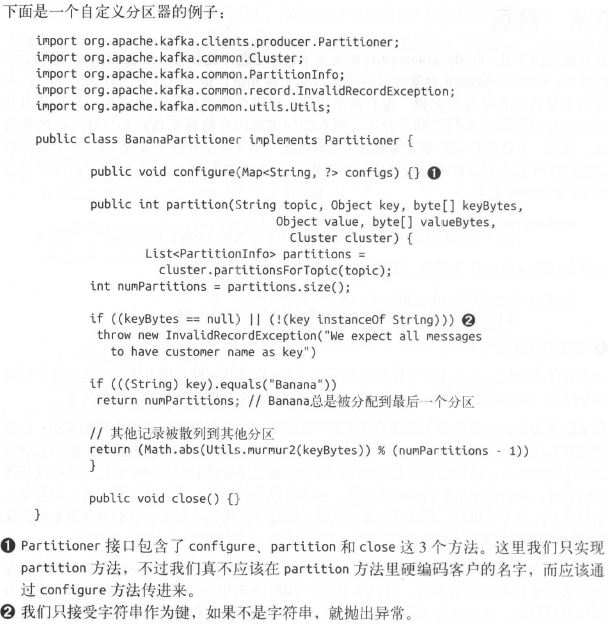 下面是一个自定义分区器的例子：
import org.apache.kafka.clients.producer.Partitioner;
import org.apache.kafka.common.Cluster;
import org.apache.kafka.common.PartitionInfo;
import org.apache.kafka.common.record.InvalidRecordException;
import org.apache.kafka.common.utils.Utils;
public class BananaPartitioner implements Partitioner {
public void configure(Map<String, ?> configs) {} ❶
public int partition(String topic, Object key, byte[] keyBytes,
Object value, byte[] valueBytes,
Cluster cluster) {
List<PartitionInfo> partitions =
cluster.partitionsForTopic(topic);
int numPartitions = partitions.size();
if ((keyBytes == null) || (!(key instanceOf String))) ❷
throw new InvalidRecordException("We expect all messages
to have customer name as key")
if (((String) key).equals("Banana"))
return numPartitions; // Banana总是被分配到最后一个分区
// 其他记录被散列到其他分区
return (Math.abs(Utils.murmur2(keyBytes)) % (numPartitions - 1))
}
public void close() {}
}
❶ Partitioner 接口包含了 configure、partition 和 close 这 3 个方法。这里我们只实现
partition 方法，不过我们真不应该在 partition 方法里硬编码客户的名字，而应该通
过 configure 方法传进来。
❷ 我们只接受字符串作为键，如果不是字符串，就抛出异常。